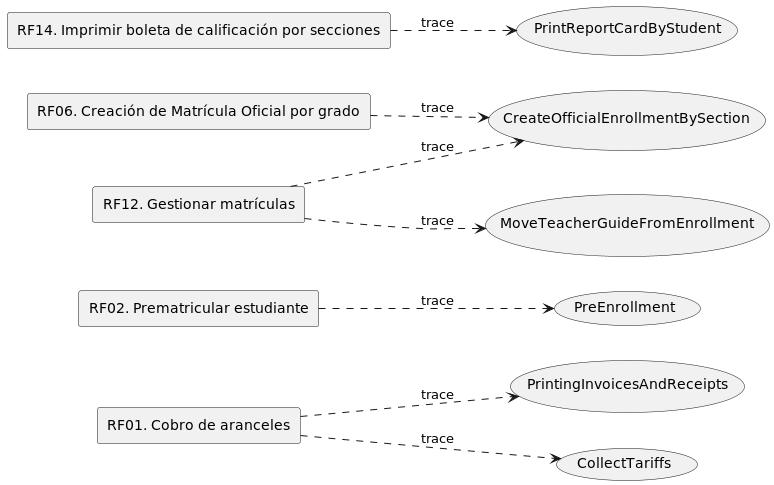 RF14. Imprimir boleta de calificación por secciones
trace
PrintReportCardByStudent
RF06. Creación de Matrícula Oficial por grado
trace
CreateOfficialEnrollmentBySection
trace
RF12. Gestionar matrículas
trace
MoveTeacherGuideFromEnrollment
RF02. Prematricular estudiante
trace
PreEnrollment
PrintingInvoicesAndReceipts
trace
RF01. Cobro de aranceles
trace
CollectTariffs